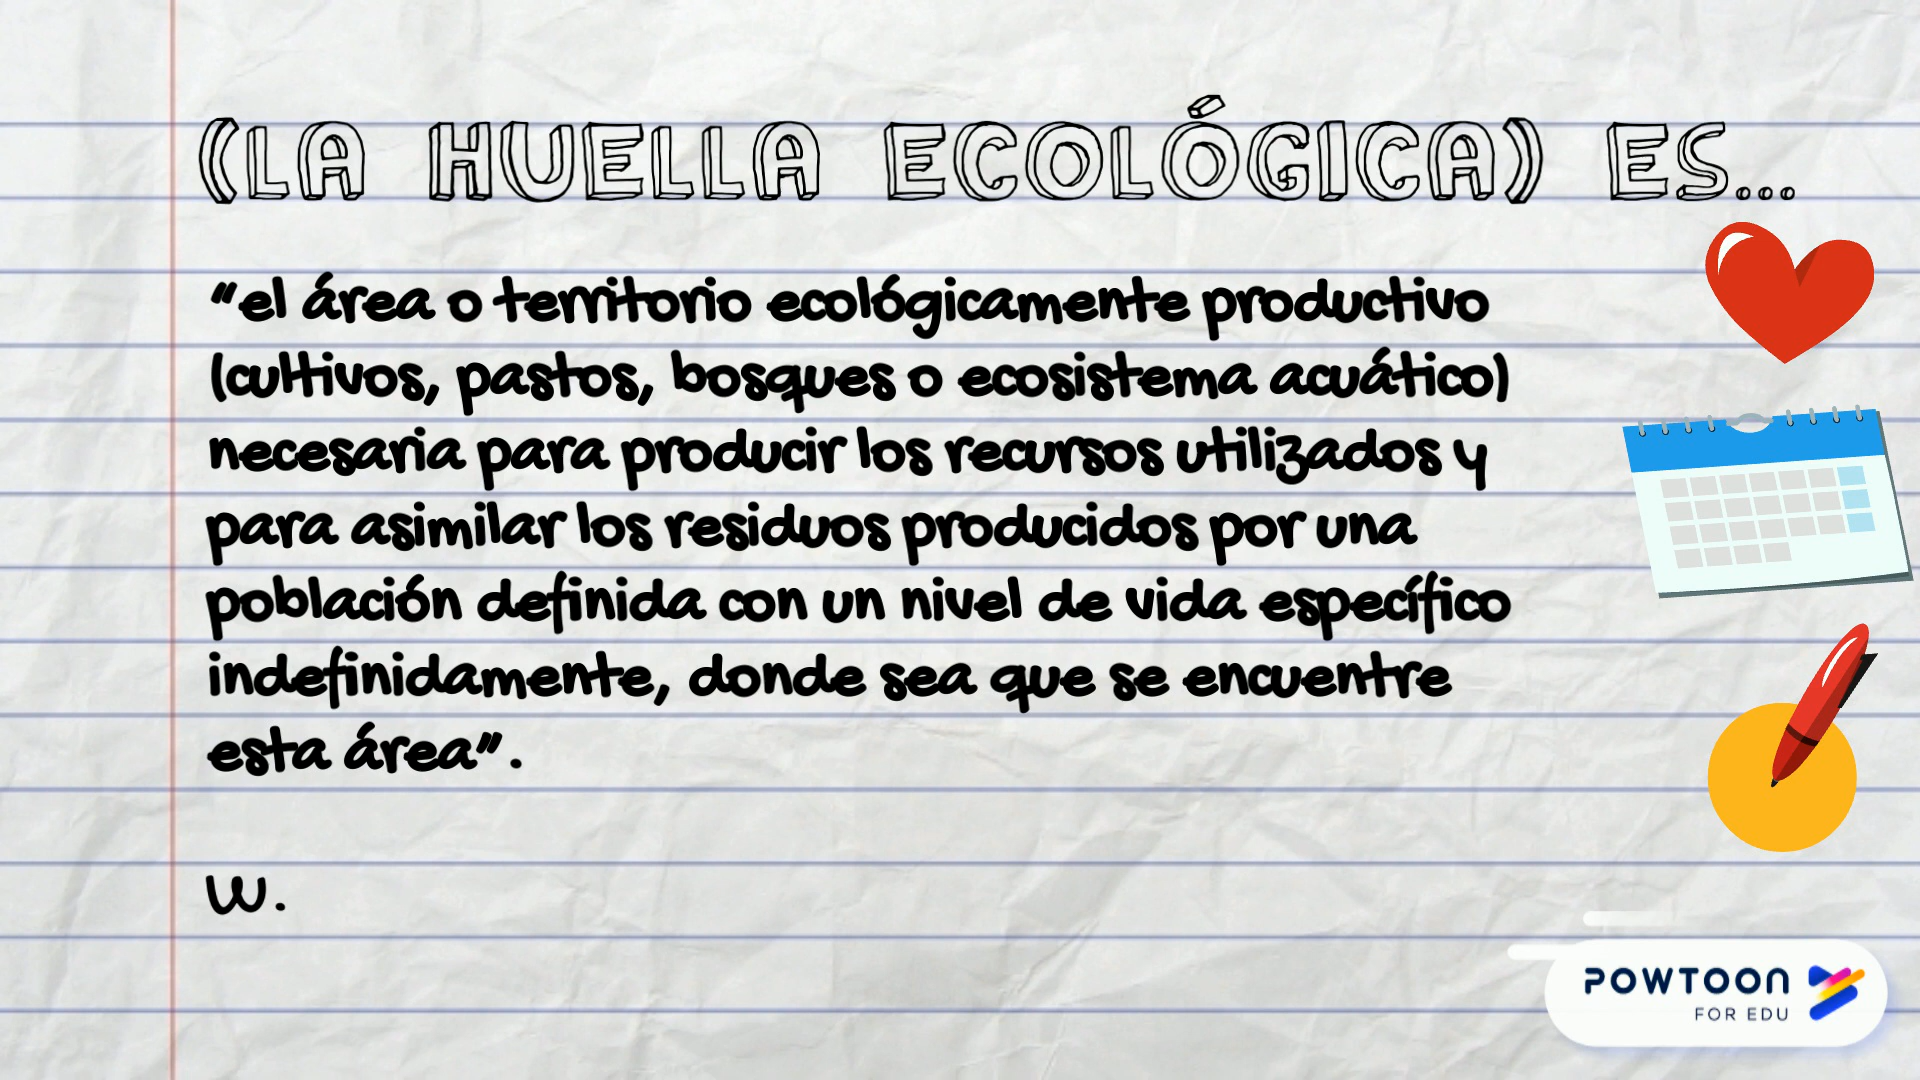 (LA HUELLA ECOLÓGICA) ES...
“el área o territorio ecológicamente productivo
(cultivos, pastos, bosques o ecosistema acuático)
necesaria para producir los recursos utilizados y
para asimilar los residuos producidos por una
población definida con un nivel de vida específico
indefinidamente, donde sea que se encuentre
esta área”.
W.
POWTOON
FOR EDU